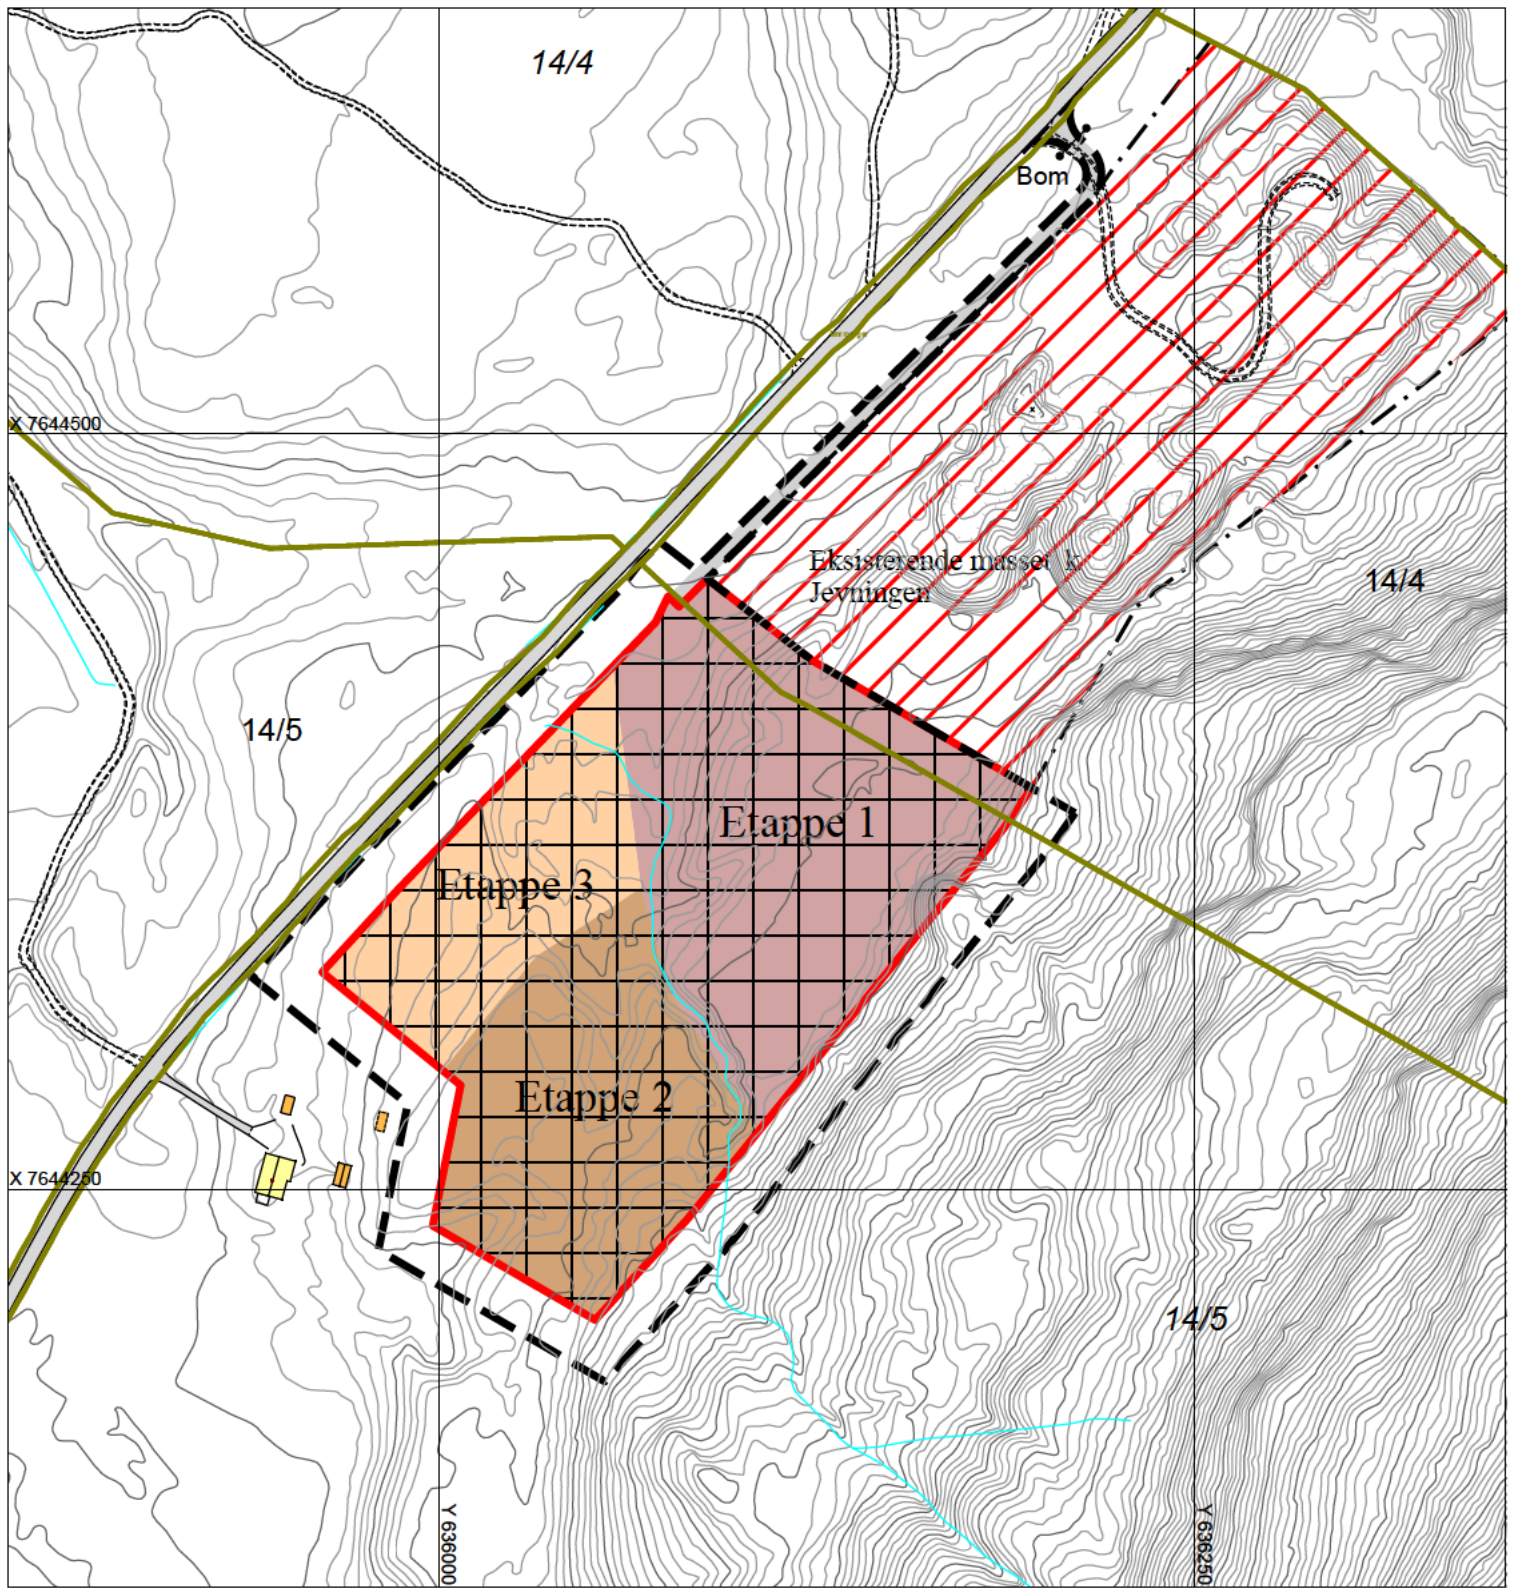 14/4
Bom
X 7644500
Eksisterende masset k
Jevningen
14/4
14/5
Etappe 1
Etappe 3
Etappe 2
X 7644250
14/5
Y 636000
Y 636250